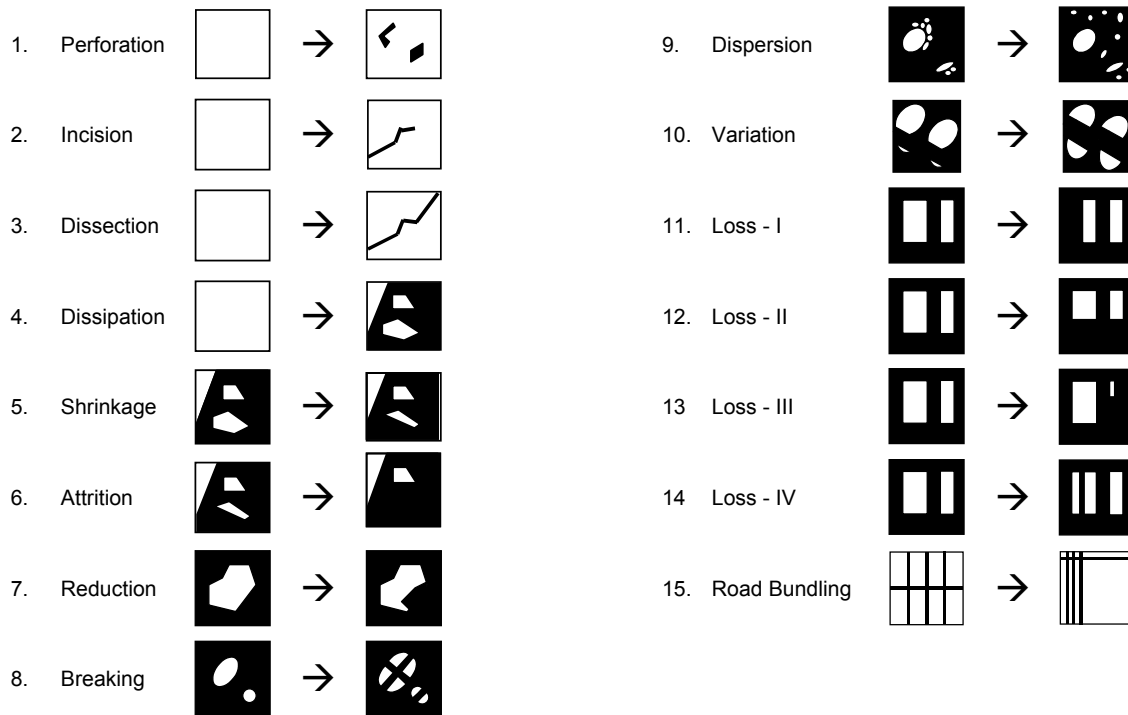 1. Perforation →
2. Incision →
3. Dissection →
4. Dissipation →
5. Shrinkage →
6. Attrition →
7. Reduction →
8. Breaking →
9. Dispersion →
10. Variation →
11. Loss - I →
12. Loss - II →
13 Loss - III →
14 Loss - IV →
15. Road Bundling →